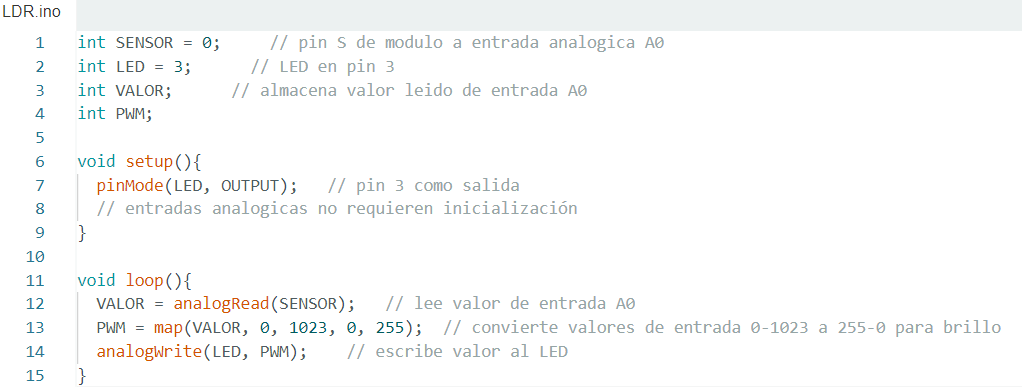 LDR.ino
1 int SENSOR = 0;     // pin S de modulo a entrada analogica A0
2 int LED = 3;      // LED en pin 3
3 int VALOR;      // almacena valor leido de entrada A0
4 int PWM;
5
6 void setup(){
7   pinMode(LED, OUTPUT);   // pin 3 como salida
8   // entradas analogicas no requieren inicialización
9 }
10
11 void loop(){
12   VALOR = analogRead(SENSOR);   // lee valor de entrada A0
13   PWM = map(VALOR, 0, 1023, 0, 255);  // convierte valores de entrada 0-1023 a 255-0 para brillo
14   analogWrite(LED, PWM);    // escribe valor al LED
15 }